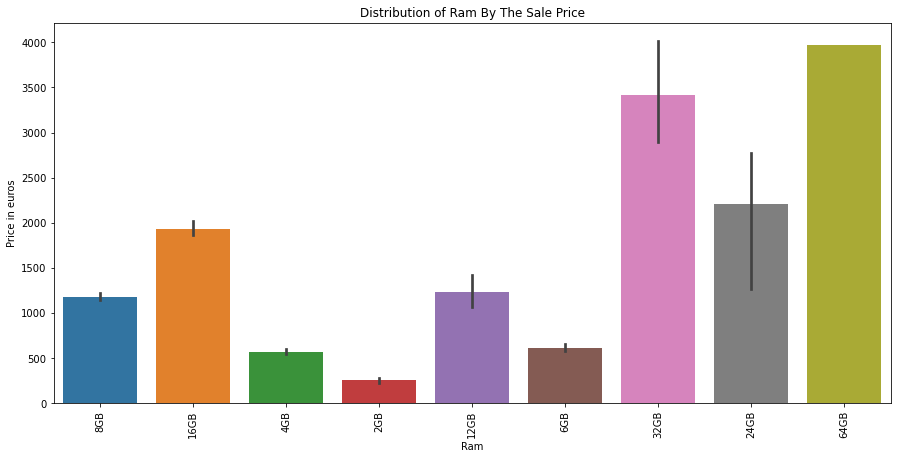 Distribution of Ram By The Sale Price
Price in euros
4000
3500
3000
2500
2000
1500
1000
500
0
8GB
16GB
4GB
2GB
12GB
6GB
32GB
24GB
64GB
Ram